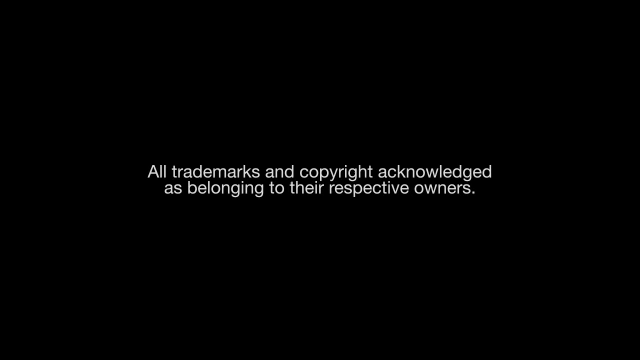 All trademarks and copyright acknowledged
as belonging to their respective owners.